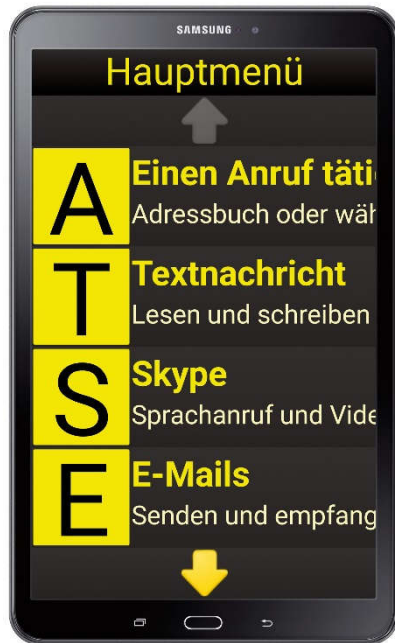 SAMSUNG
Hauptmenü
A
Einen Anruf täti
Adressbuch oder wäh
T
Textnachricht
Lesen und schreiben
S
Skype
Sprachanruf und Vide
E
E-Mails
Senden und empfang